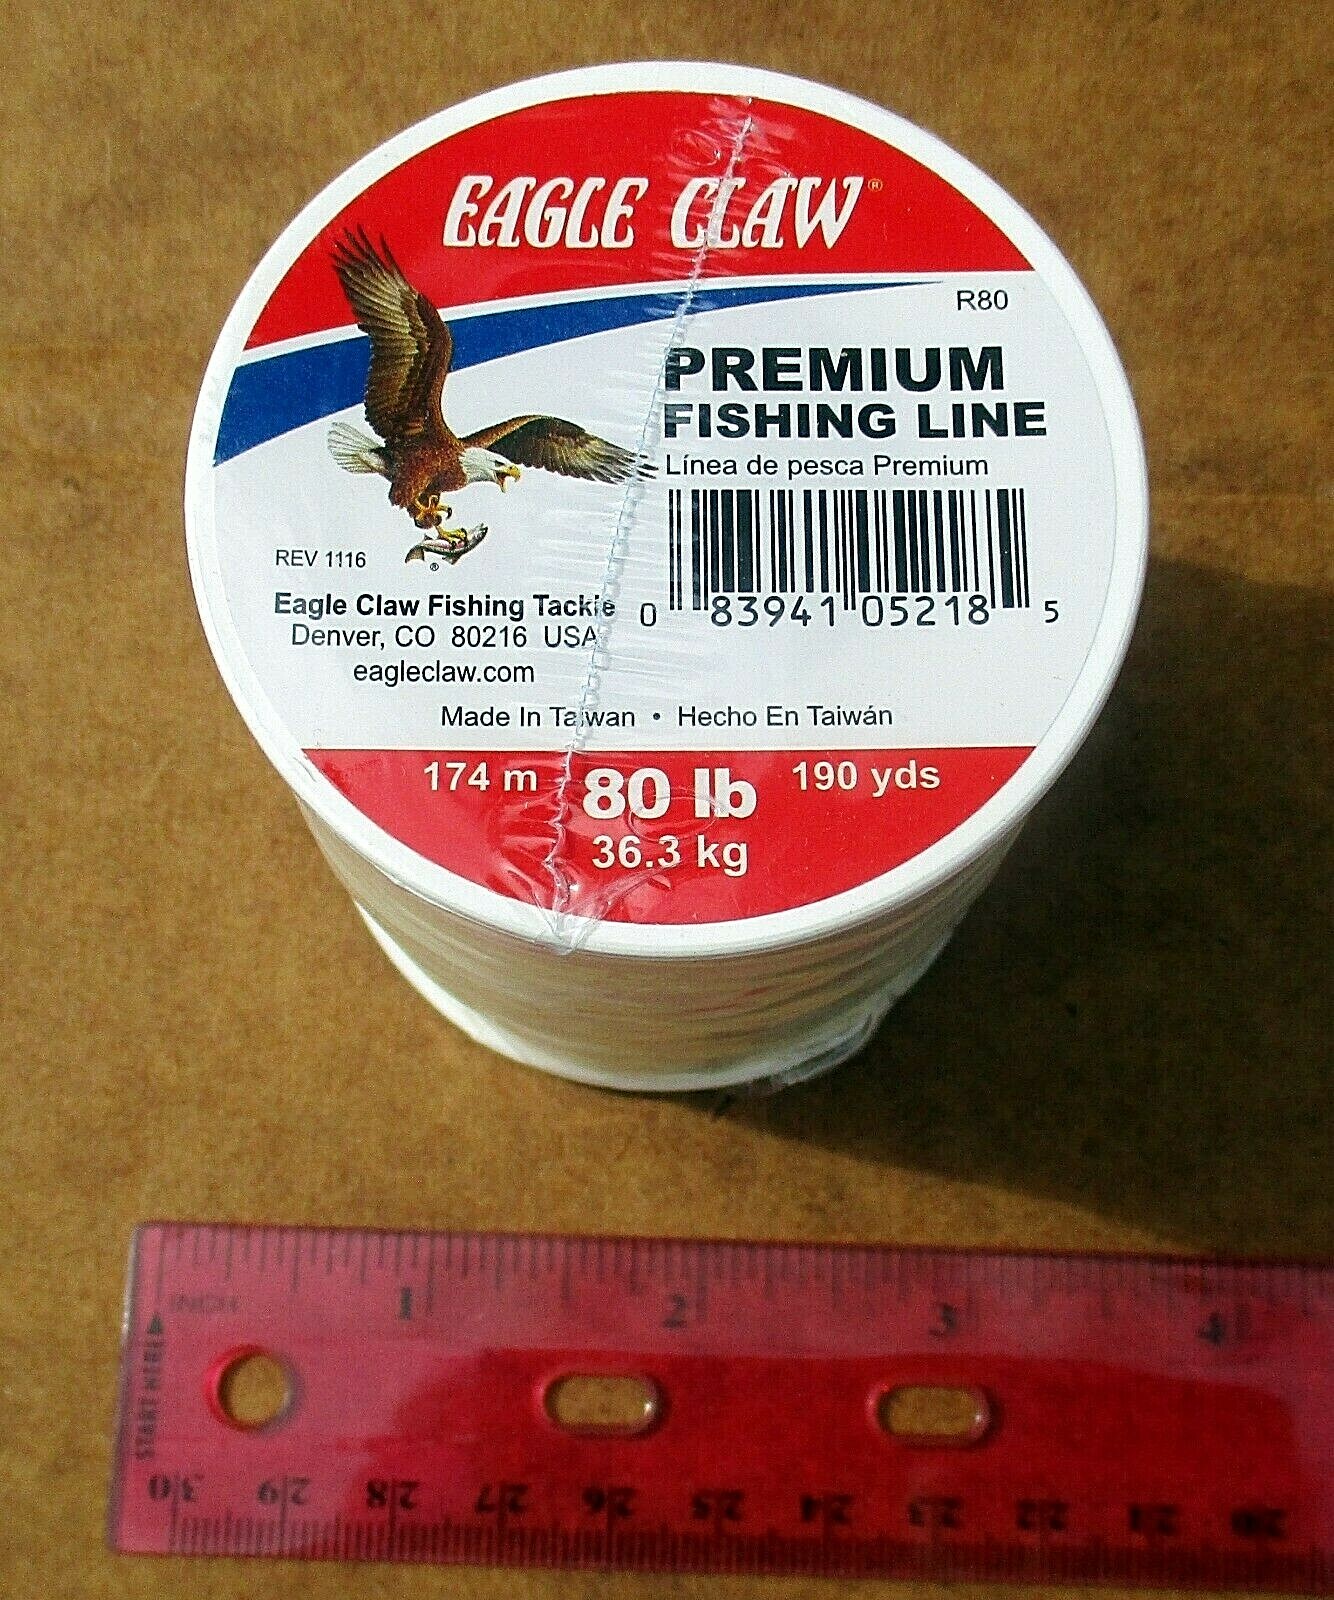 EAGLE CLAW®
R80
PREMIUM
FISHING LINE
Línea de pesca Premium
REV 1116
®
Eagle Claw Fishing Tackle
Denver, CO 80216 USA
eagleclaw.com
0 83941 05218 5
Made In Taiwan • Hecho En Taiwán
174 m 80 lb 190 yds
36.3 kg
INCH 1 2 3 4
START HERE
30 29 28 27 26 25 24 23 22 21 20